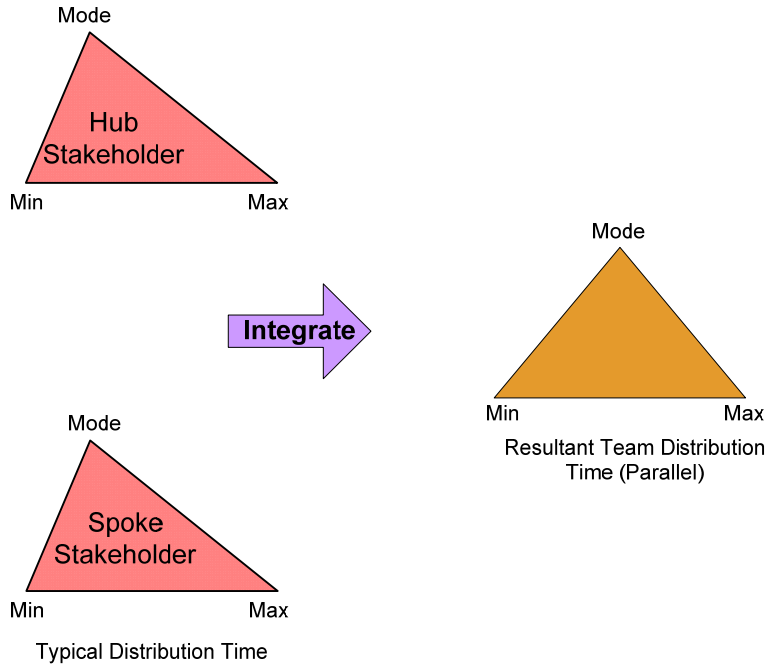 Mode
Hub
Stakeholder
Min Max
Integrate
Mode
Min Max
Resultant Team Distribution
Time (Parallel)
Mode
Spoke
Stakeholder
Min Max
Typical Distribution Time